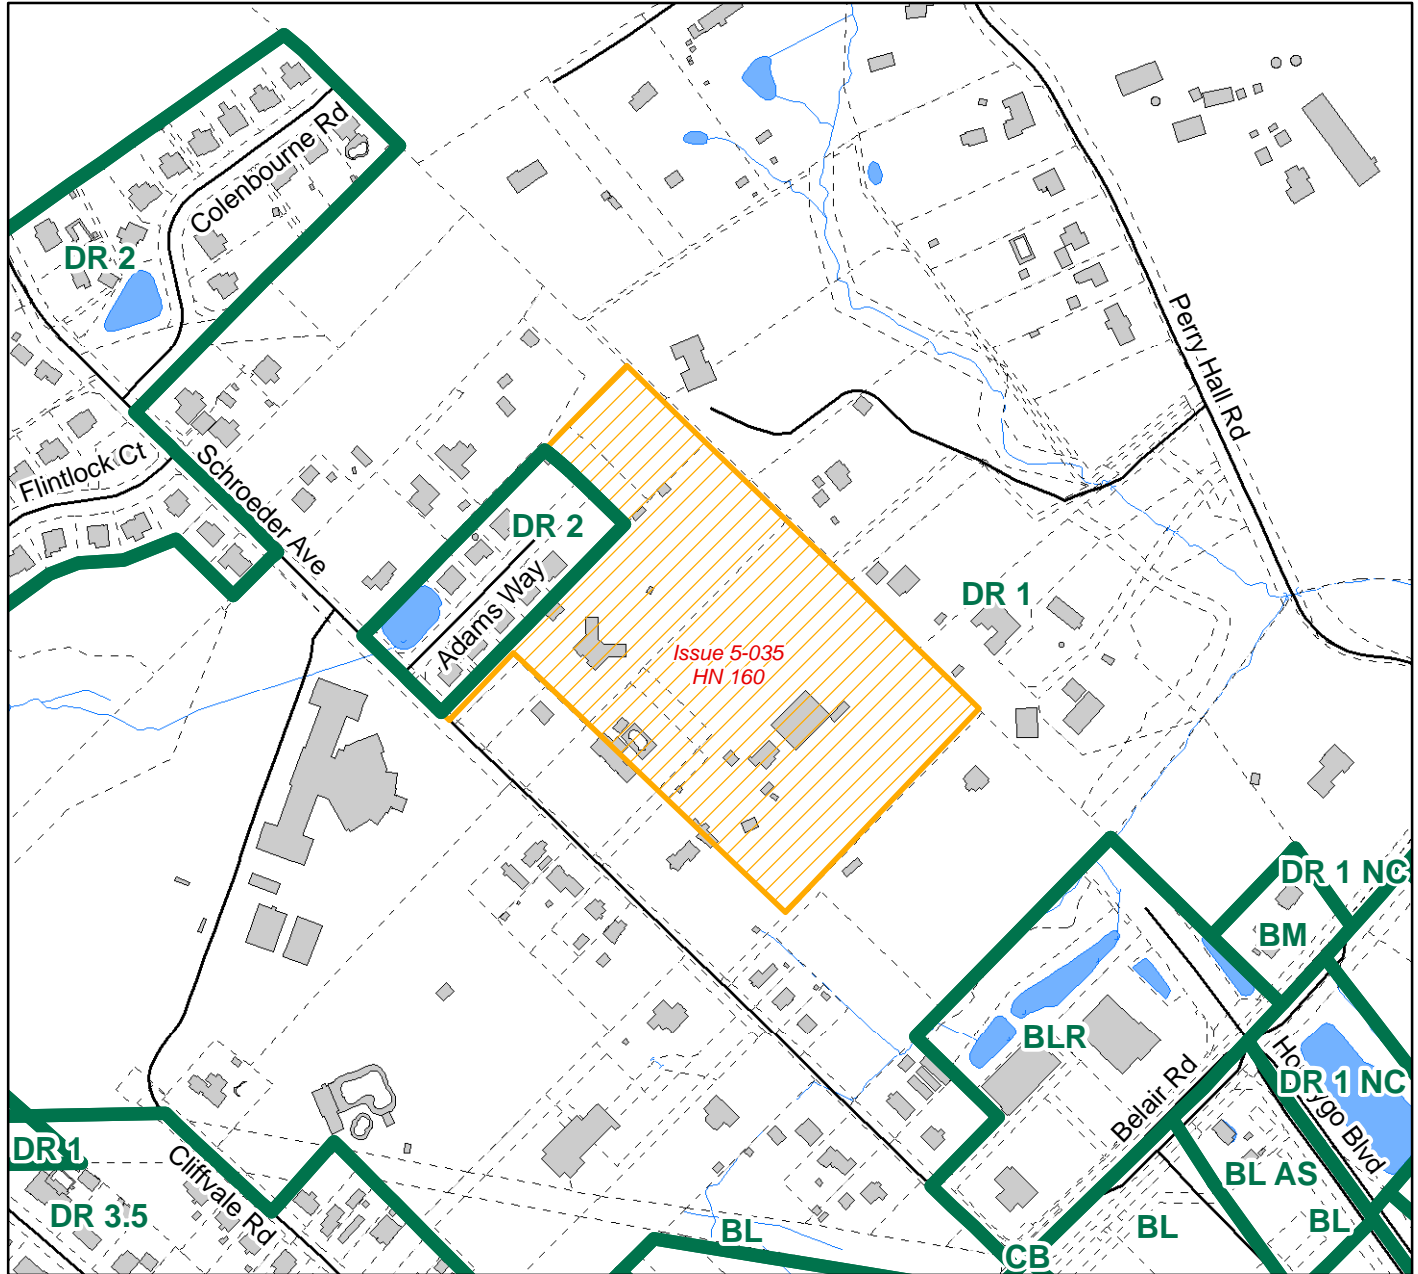 Colenbourne Rd
DR 2
Perry Hall Rd
Flintlock Ct
Schroeder Ave
DR 2
Adams Way
DR 1
Issue 5-035
HN 160
DR 1 NC
BM
BLR
Belair Rd
DR 1 NC
DR 1
Cliffvale Rd
DR 3.5
BL AS
BL
BL
BL
CB
Blvd